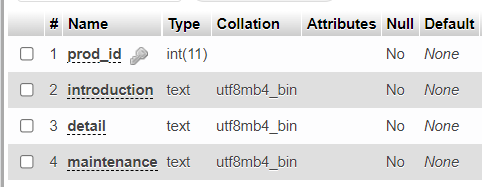 # Name Type Collation Attributes Null Default
1 prod_id int(11) No None
2 introduction text utf8mb4_bin No None
3 detail text utf8mb4_bin No None
4 maintenance text utf8mb4_bin No None